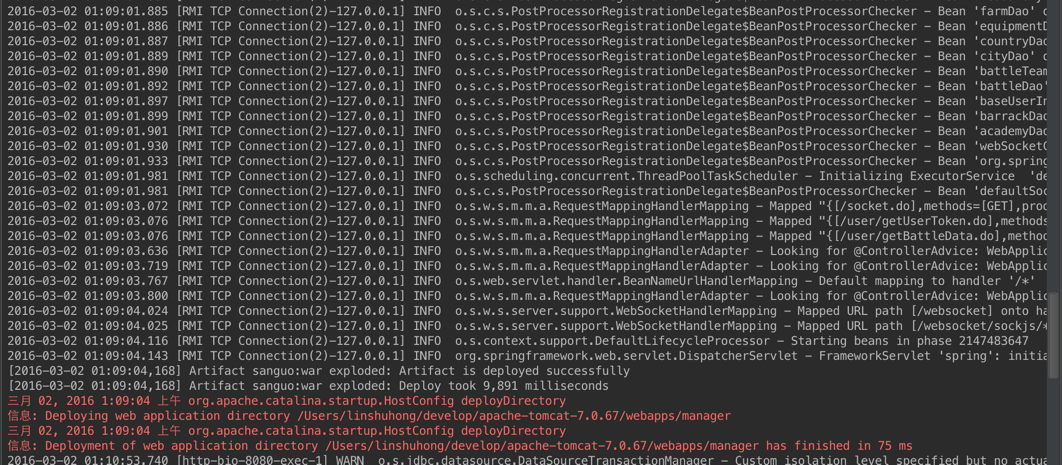 2016-03-02 01:09:01.885 [RMI TCP Connection(2)-127.0.0.1] INFO  o.s.c.s.PostProcessorRegistrationDelegate$BeanPostProcessorChecker - Bean 'farmDao'
2016-03-02 01:09:01.886 [RMI TCP Connection(2)-127.0.0.1] INFO  o.s.c.s.PostProcessorRegistrationDelegate$BeanPostProcessorChecker - Bean 'equipmentD
2016-03-02 01:09:01.887 [RMI TCP Connection(2)-127.0.0.1] INFO  o.s.c.s.PostProcessorRegistrationDelegate$BeanPostProcessorChecker - Bean 'countryDao
2016-03-02 01:09:01.889 [RMI TCP Connection(2)-127.0.0.1] INFO  o.s.c.s.PostProcessorRegistrationDelegate$BeanPostProcessorChecker - Bean 'cityDao' o
2016-03-02 01:09:01.890 [RMI TCP Connection(2)-127.0.0.1] INFO  o.s.c.s.PostProcessorRegistrationDelegate$BeanPostProcessorChecker - Bean 'battleTeam
2016-03-02 01:09:01.892 [RMI TCP Connection(2)-127.0.0.1] INFO  o.s.c.s.PostProcessorRegistrationDelegate$BeanPostProcessorChecker - Bean 'battleDao'
2016-03-02 01:09:01.897 [RMI TCP Connection(2)-127.0.0.1] INFO  o.s.c.s.PostProcessorRegistrationDelegate$BeanPostProcessorChecker - Bean 'baseUserIn
2016-03-02 01:09:01.899 [RMI TCP Connection(2)-127.0.0.1] INFO  o.s.c.s.PostProcessorRegistrationDelegate$BeanPostProcessorChecker - Bean 'barrackDao
2016-03-02 01:09:01.901 [RMI TCP Connection(2)-127.0.0.1] INFO  o.s.c.s.PostProcessorRegistrationDelegate$BeanPostProcessorChecker - Bean 'academyDao
2016-03-02 01:09:01.930 [RMI TCP Connection(2)-127.0.0.1] INFO  o.s.c.s.PostProcessorRegistrationDelegate$BeanPostProcessorChecker - Bean 'webSocketC
2016-03-02 01:09:01.933 [RMI TCP Connection(2)-127.0.0.1] INFO  o.s.c.s.PostProcessorRegistrationDelegate$BeanPostProcessorChecker - Bean 'org.spring
2016-03-02 01:09:01.981 [RMI TCP Connection(2)-127.0.0.1] INFO  o.s.scheduling.concurrent.ThreadPoolTaskScheduler - Initializing ExecutorService  'de
2016-03-02 01:09:01.981 [RMI TCP Connection(2)-127.0.0.1] INFO  o.s.c.s.PostProcessorRegistrationDelegate$BeanPostProcessorChecker - Bean 'defaultSoc
2016-03-02 01:09:03.072 [RMI TCP Connection(2)-127.0.0.1] INFO  o.s.w.s.m.m.a.RequestMappingHandlerMapping - Mapped "{[/socket.do],methods=[GET],pro
2016-03-02 01:09:03.076 [RMI TCP Connection(2)-127.0.0.1] INFO  o.s.w.s.m.m.a.RequestMappingHandlerMapping - Mapped "{[/user/getUserToken.do],methods
2016-03-02 01:09:03.076 [RMI TCP Connection(2)-127.0.0.1] INFO  o.s.w.s.m.m.a.RequestMappingHandlerMapping - Mapped "{[/user/getBattleData.do],method
2016-03-02 01:09:03.636 [RMI TCP Connection(2)-127.0.0.1] INFO  o.s.w.s.m.m.a.RequestMappingHandlerAdapter - Looking for @ControllerAdvice: WebApplic
2016-03-02 01:09:03.719 [RMI TCP Connection(2)-127.0.0.1] INFO  o.s.w.s.m.m.a.RequestMappingHandlerAdapter - Looking for @ControllerAdvice: WebApplic
2016-03-02 01:09:03.767 [RMI TCP Connection(2)-127.0.0.1] INFO  o.s.web.servlet.handler.BeanNameUrlHandlerMapping - Default mapping to handler '/*'
2016-03-02 01:09:03.800 [RMI TCP Connection(2)-127.0.0.1] INFO  o.s.w.s.m.m.a.RequestMappingHandlerAdapter - Looking for @ControllerAdvice: WebApplic
2016-03-02 01:09:04.024 [RMI TCP Connection(2)-127.0.0.1] INFO  o.s.w.s.server.support.WebSocketHandlerMapping - Mapped URL path [/websocket] onto ha
2016-03-02 01:09:04.025 [RMI TCP Connection(2)-127.0.0.1] INFO  o.s.w.s.server.support.WebSocketHandlerMapping - Mapped URL path [/websocket/sockjs/*
2016-03-02 01:09:04.116 [RMI TCP Connection(2)-127.0.0.1] INFO  o.s.context.support.DefaultLifecycleProcessor - Starting beans in phase 2147483647
2016-03-02 01:09:04.143 [RMI TCP Connection(2)-127.0.0.1] INFO  org.springframework.web.servlet.DispatcherServlet - FrameworkServlet 'spring': initia
[2016-03-02 01:09:04,168] Artifact sanguo:war exploded: Artifact is deployed successfully
[2016-03-02 01:09:04,168] Artifact sanguo:war exploded: Deploy took 9,891 milliseconds
三月 02, 2016 1:09:04 上午 org.apache.catalina.startup.HostConfig deployDirectory
信息: Deploying web application directory /Users/linshuhong/develop/apache-tomcat-7.0.67/webapps/manager
三月 02, 2016 1:09:04 上午 org.apache.catalina.startup.HostConfig deployDirectory
信息: Deployment of web application directory /Users/linshuhong/develop/apache-tomcat-7.0.67/webapps/manager has finished in 75 ms
2016-03-02 01:10:53.740 [http-bio-8080-exec-1] WARN  o.s.jdbc.datasource.DataSourceTransactionManager - Custom isolation level specified but no actua